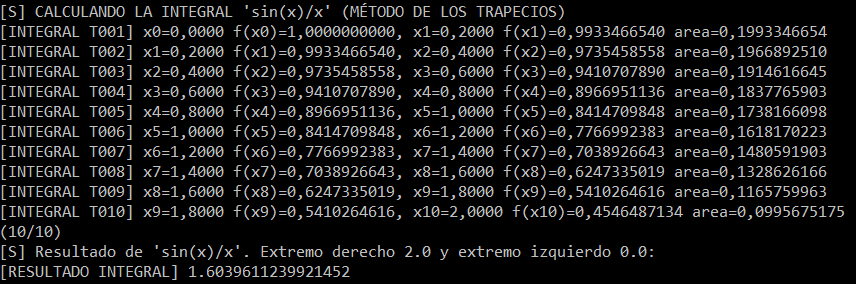 [S] CALCULANDO LA INTEGRAL 'sin(x)/x' (MÉTODO DE LOS TRAPECIOS)
[INTEGRAL T001] x0=0,0000 f(x0)=1,0000000000, x1=0,2000 f(x1)=0,9933466540 area=0,1993346654
[INTEGRAL T002] x1=0,2000 f(x1)=0,9933466540, x2=0,4000 f(x2)=0,9735458558 area=0,1966892510
[INTEGRAL T003] x2=0,4000 f(x2)=0,9735458558, x3=0,6000 f(x3)=0,9410707890 area=0,1914616645
[INTEGRAL T004] x3=0,6000 f(x3)=0,9410707890, x4=0,8000 f(x4)=0,8966951136 area=0,1837765903
[INTEGRAL T005] x4=0,8000 f(x4)=0,8966951136, x5=1,0000 f(x5)=0,8414709848 area=0,1738166098
[INTEGRAL T006] x5=1,0000 f(x5)=0,8414709848, x6=1,2000 f(x6)=0,7766992383 area=0,1618170223
[INTEGRAL T007] x6=1,2000 f(x6)=0,7766992383, x7=1,4000 f(x7)=0,7038926643 area=0,1480591903
[INTEGRAL T008] x7=1,4000 f(x7)=0,7038926643, x8=1,6000 f(x8)=0,6247335019 area=0,1328626166
[INTEGRAL T009] x8=1,6000 f(x8)=0,6247335019, x9=1,8000 f(x9)=0,5410264616 area=0,1165759963
[INTEGRAL T010] x9=1,8000 f(x9)=0,5410264616, x10=2,0000 f(x10)=0,4546487134 area=0,0995675175
(10/10)
[S] Resultado de 'sin(x)/x'. Extremo derecho 2.0 y extremo izquierdo 0.0:
[RESULTADO INTEGRAL] 1.6039611239921452